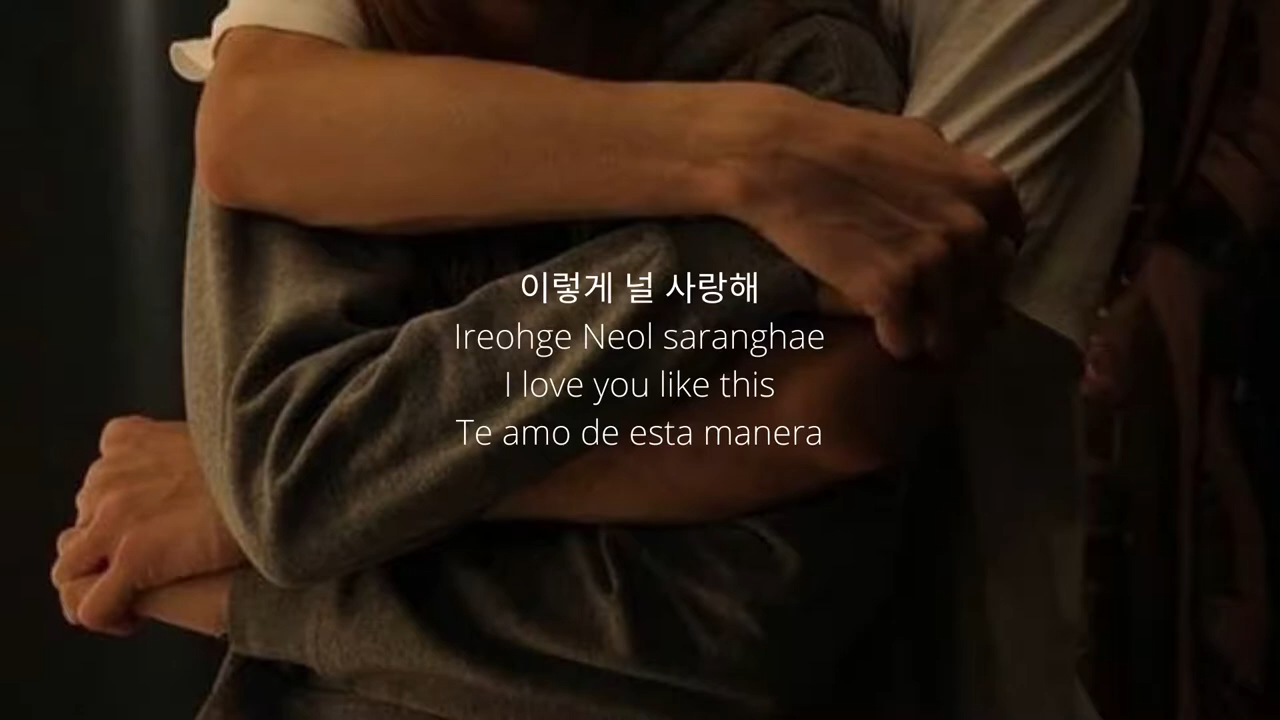 이렇게 널 사랑해
Ireohge Neol saranghae
I love you like this
Te amo de esta manera